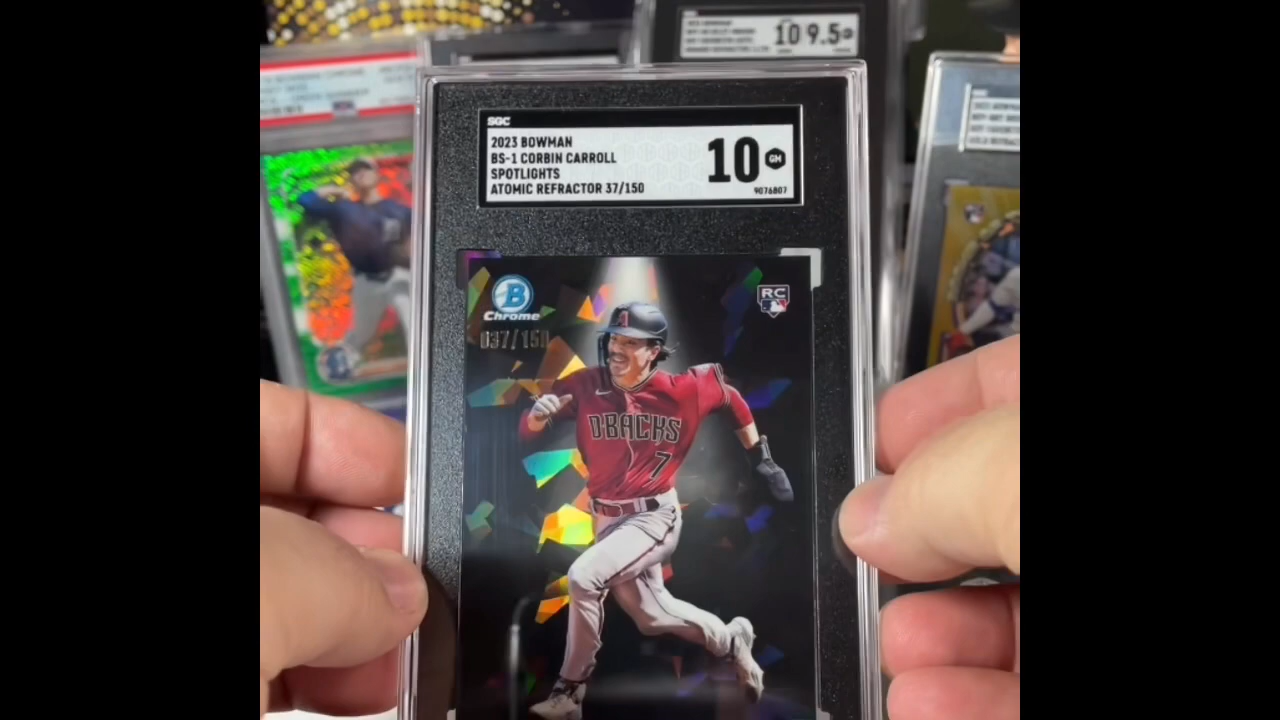 10 9.5
SGC
2023 BOWMAN
BS-1 CORBIN CARROLL
SPOTLIGHTS
ATOMIC REFRACTOR 37/150
10 GM
9076807
B
Chrome
RC
037/150
A
DBACKS
7